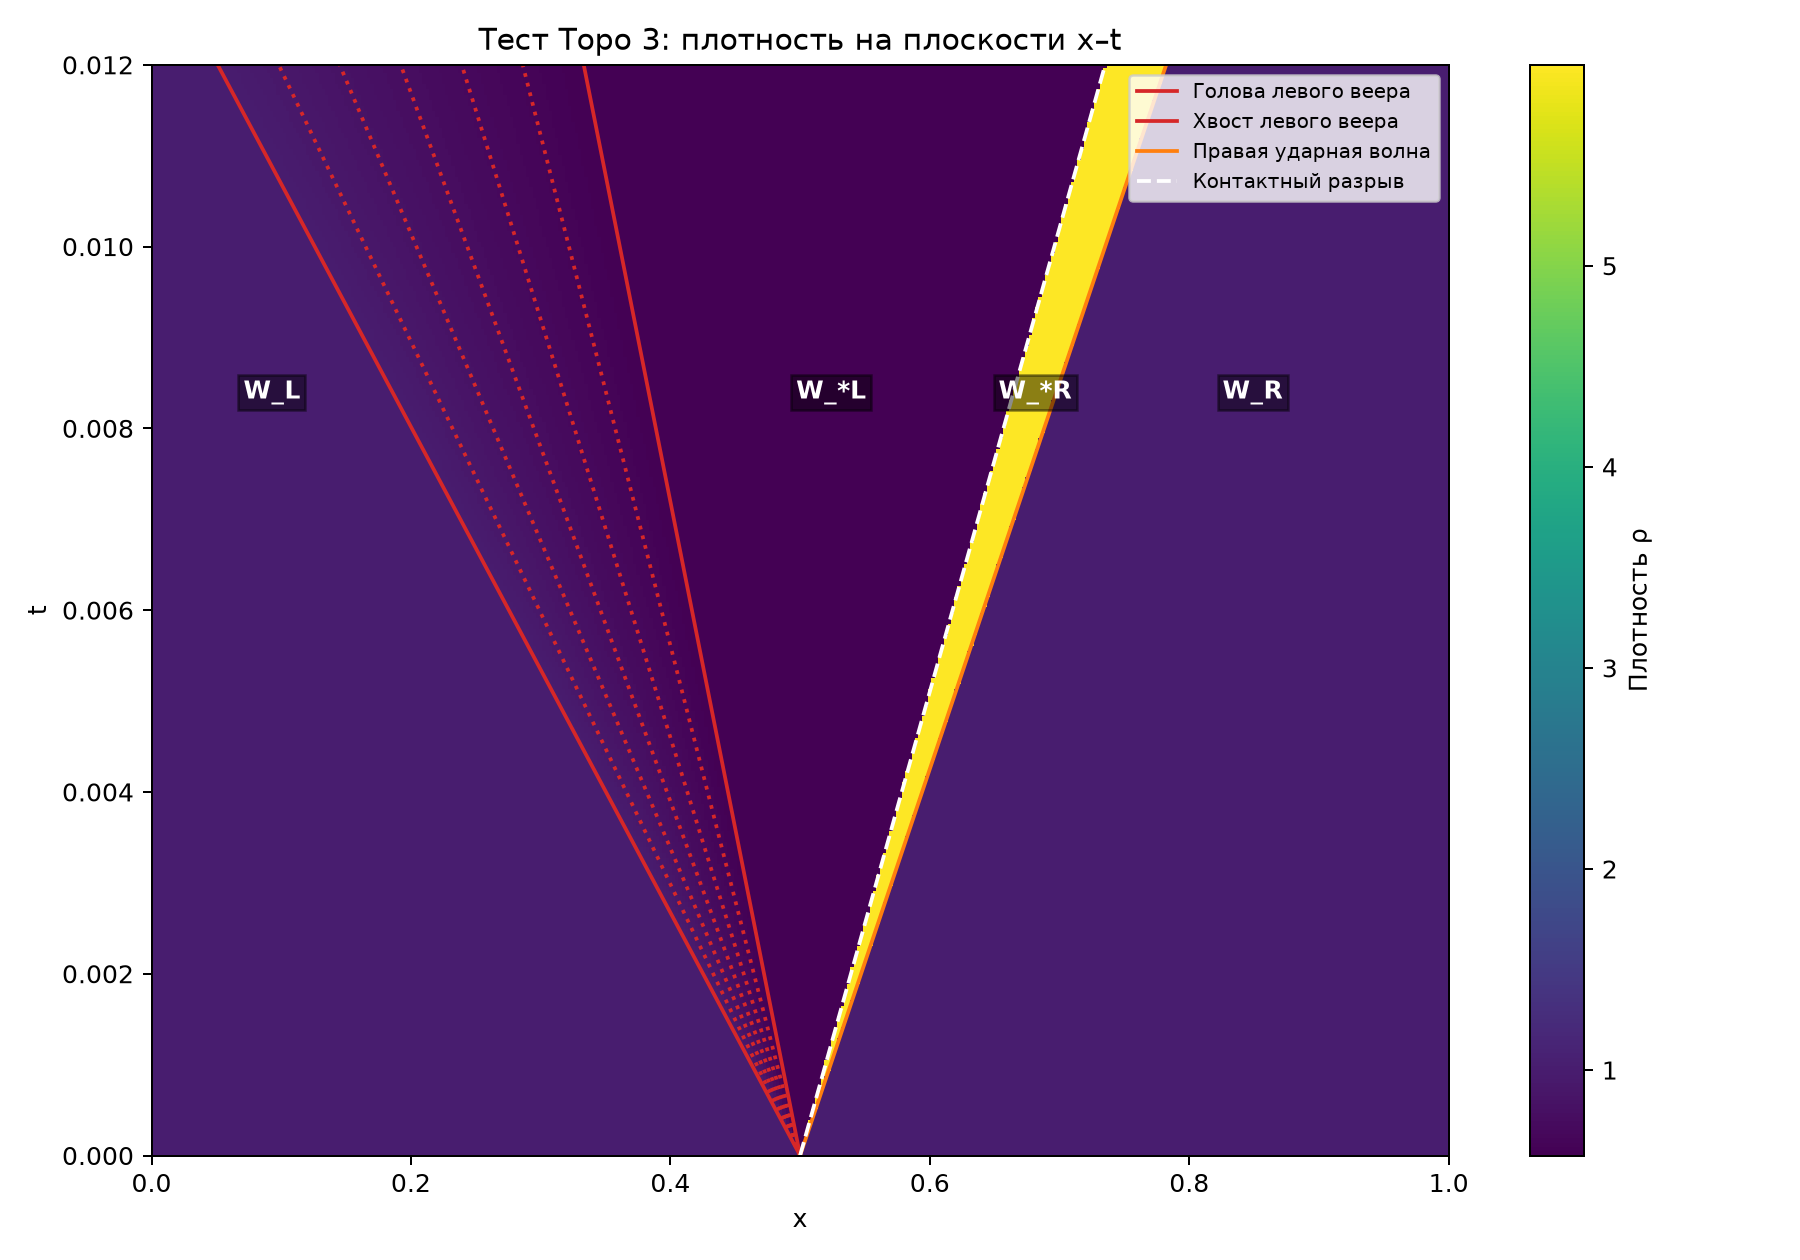 Тест Торо 3: плотность на плоскости x–t
Голова левого веера
Хвост левого веера
Правая ударная волна
Контактный разрыв
W_L
W_*L
W_*R
W_R
0.012
0.010
0.008
0.006
0.004
0.002
0.000
t
0.0
0.2
0.4
0.6
0.8
1.0
x
5
4
3
2
1
Плотность ρ